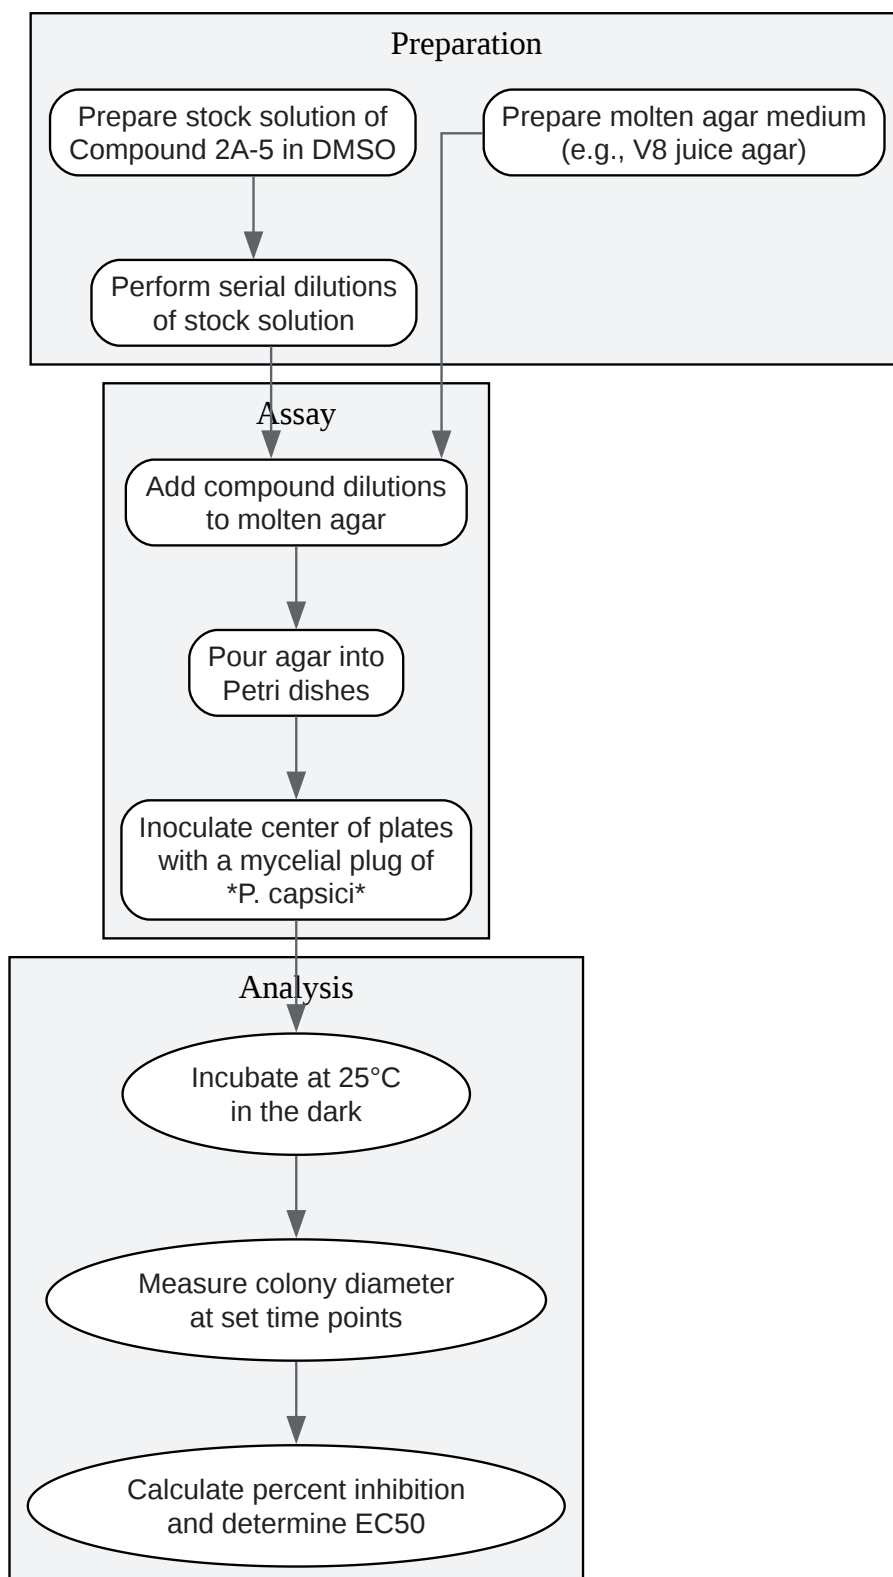 Preparation
Prepare stock solution of
Compound 2A-5 in DMSO
Prepare molten agar medium
(e.g., V8 juice agar)
Perform serial dilutions
of stock solution
Assay
Add compound dilutions
to molten agar
Pour agar into
Petri dishes
Inoculate center of plates
with a mycelial plug of
*P. capsici*
Analysis
Incubate at 25°C
in the dark
Measure colony diameter
at set time points
Calculate percent inhibition
and determine EC50